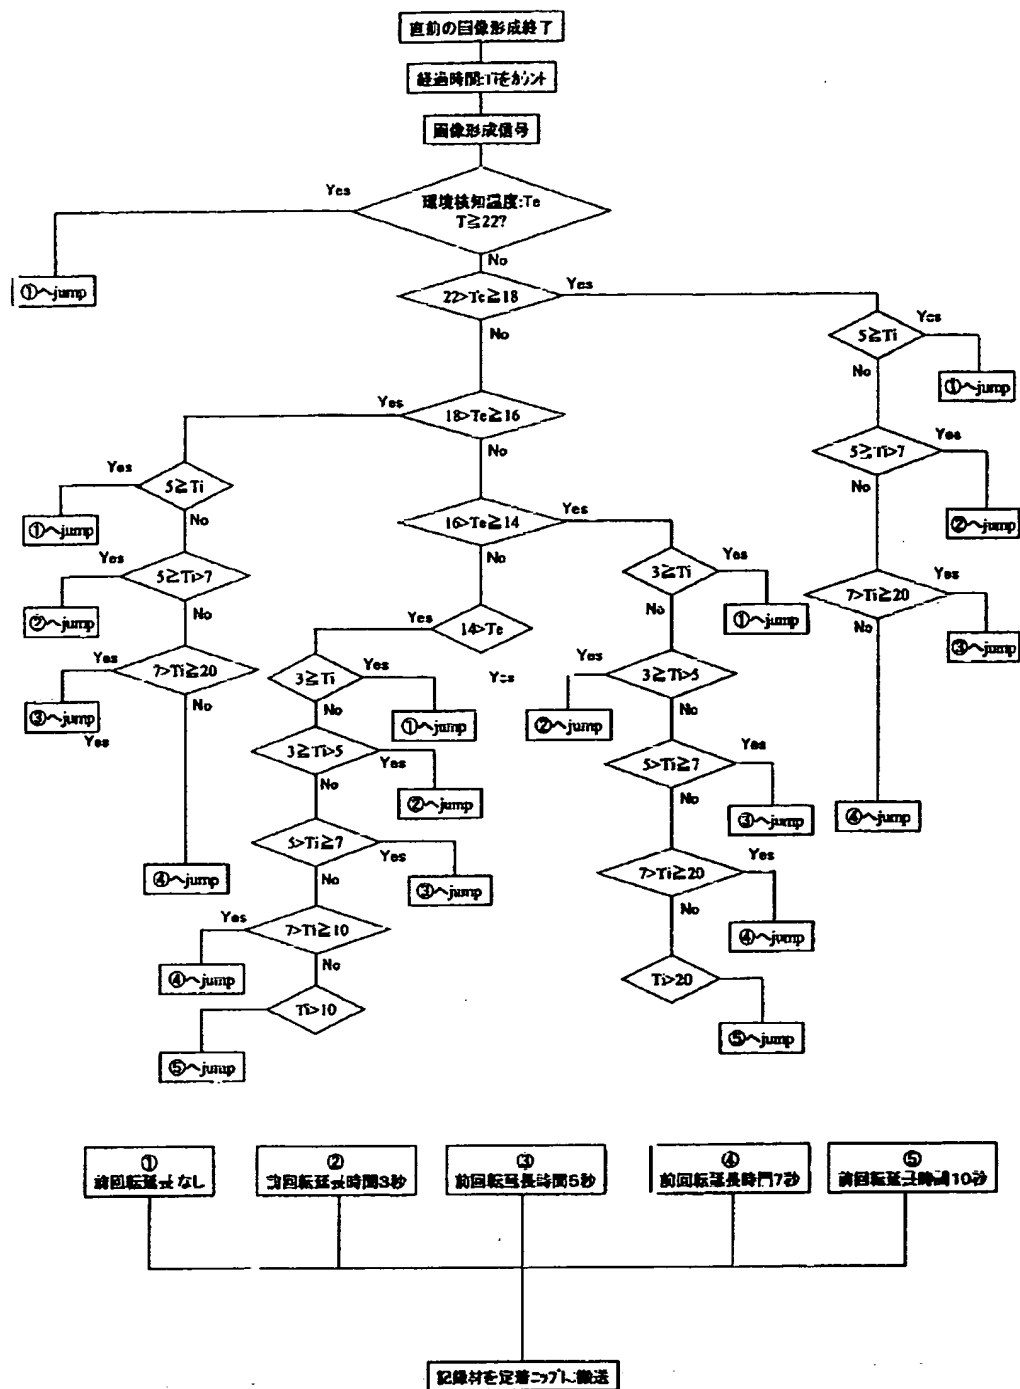 直前の画像形成終了
経過時間:Tiをカウント
画像形成信号
環境検知温度:Te
T≧22?
Yes
No
①へjump
22>Te≧18
Yes
No
5≧Ti
Yes
No
①へjump
18>Te≧16
Yes
No
5≧Ti>7
Yes
No
②へjump
5≧Ti
Yes
No
①へjump
16>Te≧14
Yes
No
5≧Ti>7
Yes
No
②へjump
3≧Ti
Yes
No
①へjump
7>Ti≧20
Yes
No
③へjump
14>Te
Yes
Yes
7>Ti≧20
Yes
No
③へjump
Yes
3≧Ti
Yes
No
①へjump
3≧Ti>5
Yes
No
②へjump
3≧Ti>5
Yes
No
②へjump
5>Ti≧7
Yes
No
③へjump
④へjump
5>Ti≧7
Yes
No
③へjump
④へjump
7>Ti≧20
Yes
No
④へjump
7>Ti≧10
Yes
No
④へjump
Ti>20
⑤へjump
Ti>10
⑤へjump
①
前回転延長なし
②
前回転延長時間3秒
③
前回転延長時間5秒
④
前回転延長時間7秒
⑤
前回転延長時間10秒
記録材を定着ニップに搬送